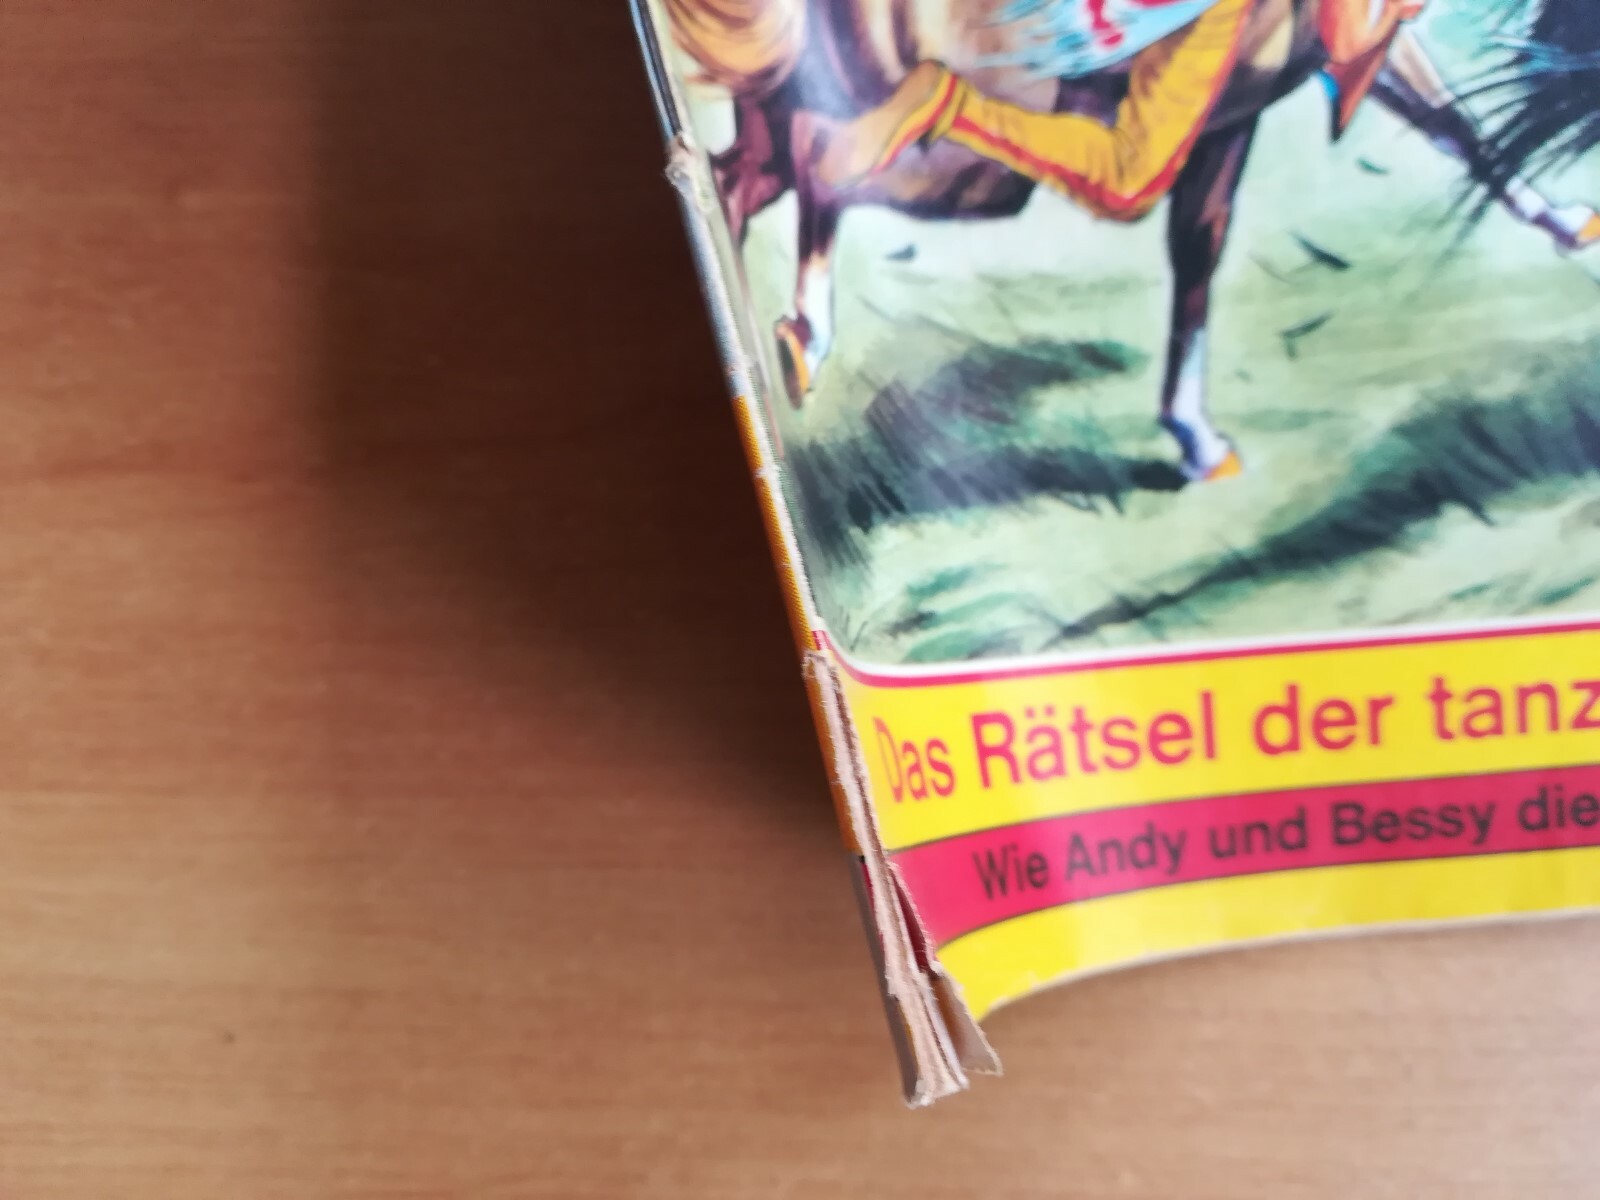 Das Rätsel der tanz
Wie Andy und Bessy die